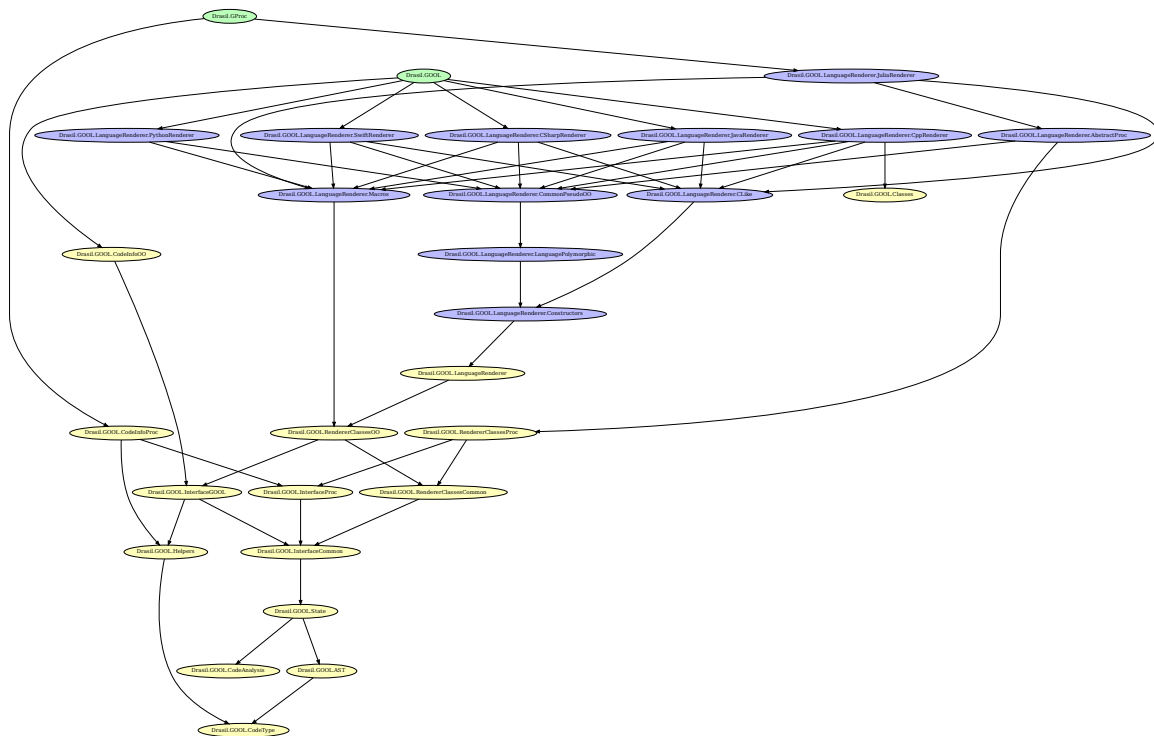 Drasil.GProc
Drasil.GOOL
Drasil.GOOL.LanguageRenderer.JuliaRenderer
Drasil.GOOL.LanguageRenderer.PythonRenderer
Drasil.GOOL.LanguageRenderer.SwiftRenderer
Drasil.GOOL.LanguageRenderer.CSharpRenderer
Drasil.GOOL.LanguageRenderer.JavaRenderer
Drasil.GOOL.LanguageRenderer.CppRenderer
Drasil.GOOL.LanguageRenderer.AbstractProc
Drasil.GOOL.LanguageRenderer.Macros
Drasil.GOOL.LanguageRenderer.CommonPseudoOO
Drasil.GOOL.LanguageRenderer.CLike
Drasil.GOOL.Classes
Drasil.GOOL.CodeInfoOO
Drasil.GOOL.LanguageRenderer.LanguagePolymorphic
Drasil.GOOL.LanguageRenderer.Constructors
Drasil.GOOL.LanguageRenderer
Drasil.GOOL.CodeInfoProc
Drasil.GOOL.RendererClassesOO
Drasil.GOOL.RendererClassesProc
Drasil.GOOL.InterfaceGOOL
Drasil.GOOL.InterfaceProc
Drasil.GOOL.RendererClassesCommon
Drasil.GOOL.Helpers
Drasil.GOOL.InterfaceCommon
Drasil.GOOL.State
Drasil.GOOL.CodeAnalysis
Drasil.GOOL.AST
Drasil.GOOL.CodeType